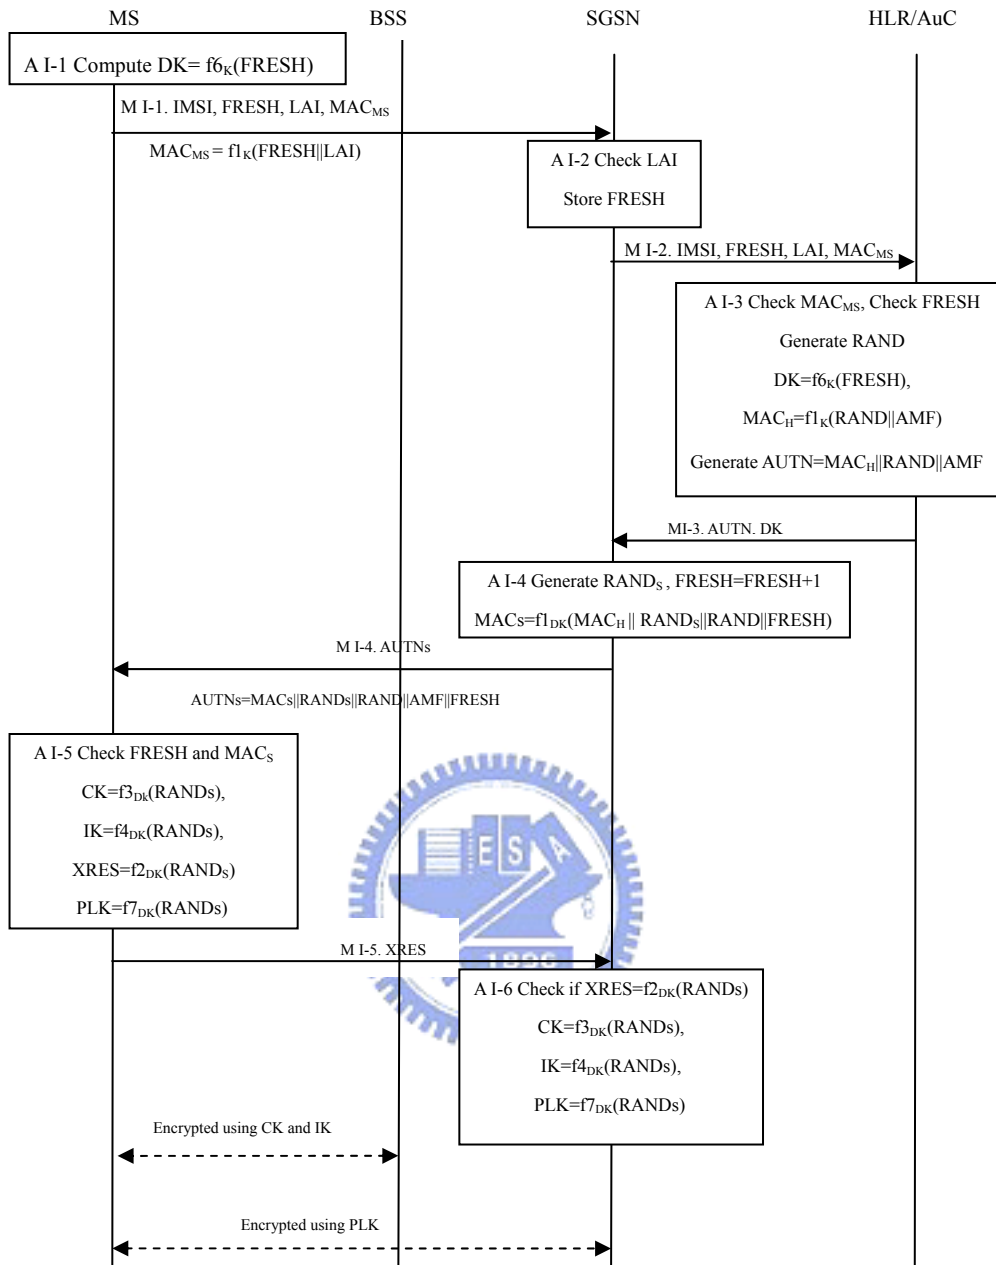 MS BSS SGSN HLR/AuC
A I-1 Compute DK= f6K(FRESH)
M I-1. IMSI, FRESH, LAI, MACMS
MACMS = f1K(FRESH||LAI)
A I-2 Check LAI
Store FRESH
M I-2. IMSI, FRESH, LAI, MACMS
A I-3 Check MACMS, Check FRESH
Generate RAND
DK=f6K(FRESH),
MACH=f1K(RAND||AMF)
Generate AUTN=MACH||RAND||AMF
MI-3. AUTN. DK
A I-4 Generate RANDS , FRESH=FRESH+1
MACs=f1DK(MACH || RANDS||RAND||FRESH)
M I-4. AUTNs
AUTNs=MACs||RANDs||RAND||AMF||FRESH
A I-5 Check FRESH and MACS
CK=f3Dk(RANDs),
IK=f4DK(RANDs),
XRES=f2DK(RANDS)
PLK=f7DK(RANDs)
ESA
M I-5. XRES
1896
A I-6 Check if XRES=f2DK(RANDs)
CK=f3DK(RANDs),
IK=f4DK(RANDs),
PLK=f7DK(RANDs)
Encrypted using CK and IK
Encrypted using PLK